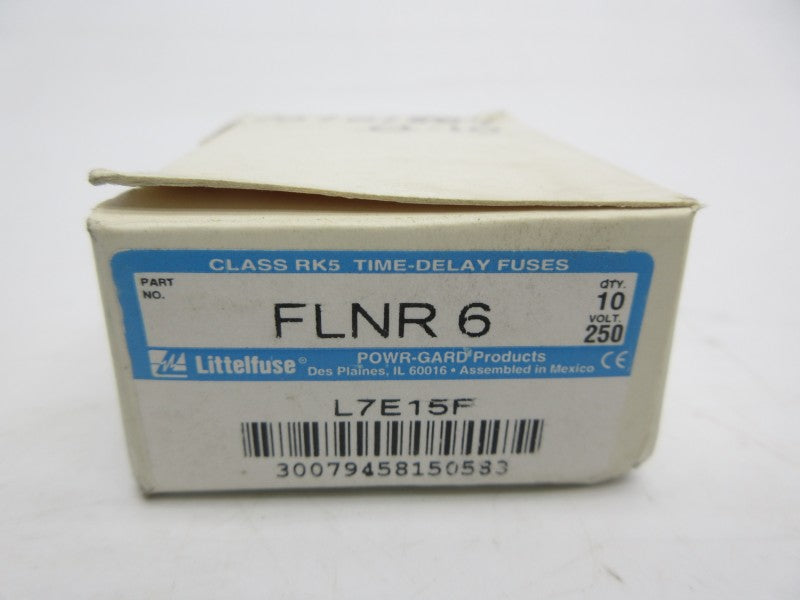 CLASS RK5 TIME-DELAY FUSES
PART
NO.
FLNR 6
QTY.
10
VOLT.
250
Littelfuse®
POWR-GARD Products
Des Plaines, IL 60016 • Assembled in Mexico
CE
L7E15F
30079458150583